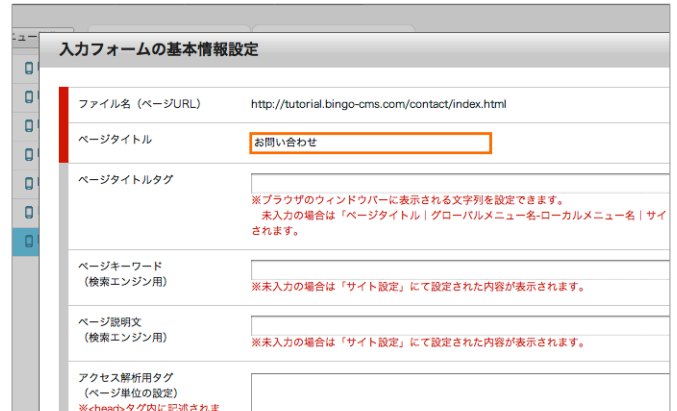 入力フォームの基本情報設定
ファイル名（ページURL）
http://tutorial.bingo-cms.com/contact/index.html
ページタイトル
お問い合わせ
ページタイトルタグ
※ブラウザのウィンドウバーに表示される文字列を設定できます。
未入力の場合は「ページタイトル｜グローバルメニュー名-ローカルメニュー名｜サイ
されます。
ページキーワード
（検索エンジン用）
※未入力の場合は「サイト設定」にて設定された内容が表示されます。
ページ説明文
（検索エンジン用）
※未入力の場合は「サイト設定」にて設定された内容が表示されます。
アクセス解析用タグ
（ページ単位の設定）
※<head>タグ内に記述されま